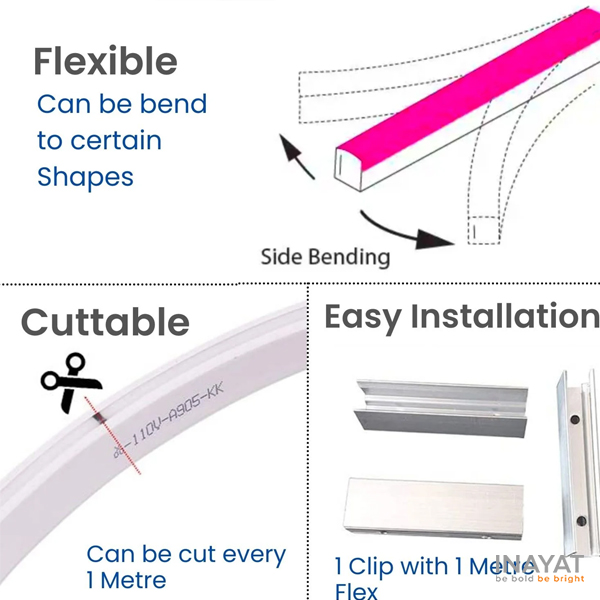 Flexible
Can be bend
to certain
Shapes
Side Bending
Cuttable
-110V-A905-KK
Can be cut every
1 Metre
Easy Installation
1 Clip with 1 Metre
Flex
INAYAT
be bold be bright